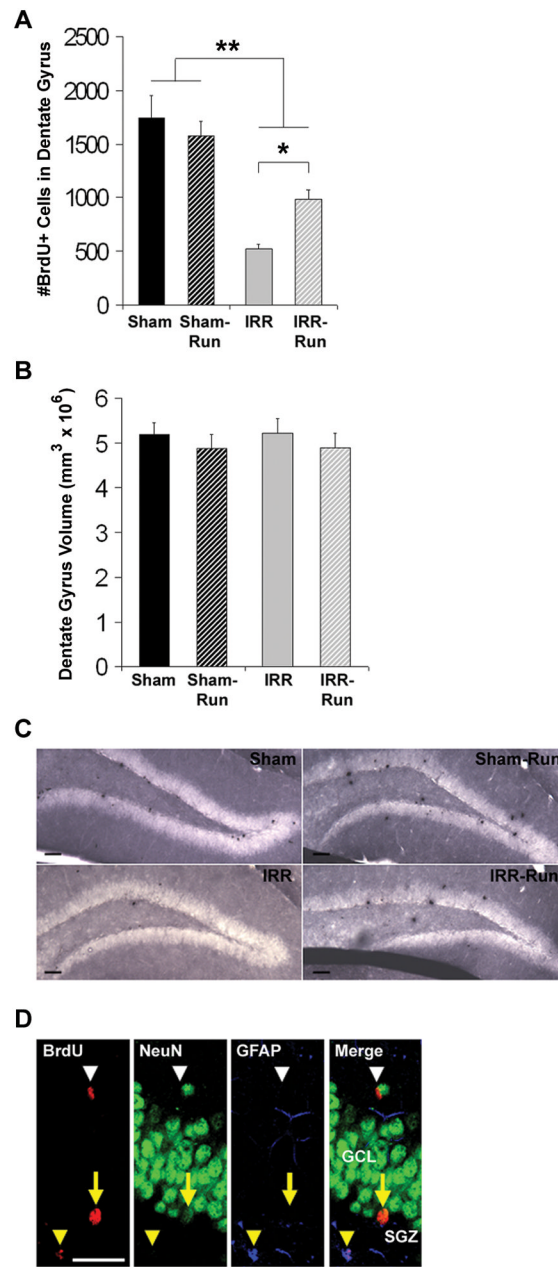 A
#BrdU+ Cells in Dentate Gyrus
2500
2000
1500
1000
500
0
**
*
Sham
Sham-
Run
IRR
IRR-
Run
B
Dentate Gyrus Volume (mm³ x 10⁶)
6
5
4
3
2
1
0
Sham
Sham-
Run
IRR
IRR-
Run
C
Sham
Sham-Run
IRR
IRR-Run
D
BrdU
NeuN
GFAP
Merge
GCL
SGZ